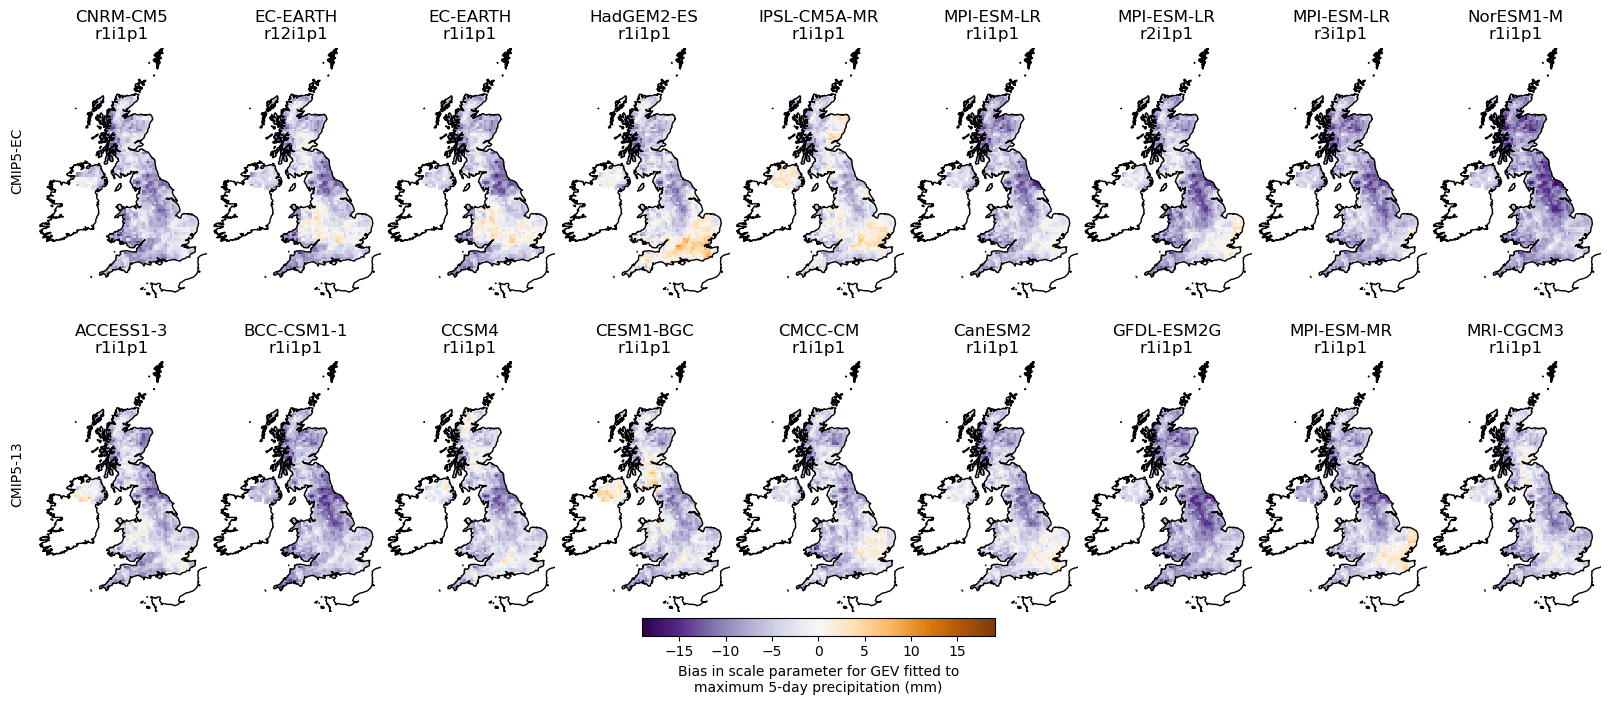 CNRM-CM5
r1i1p1
EC-EARTH
r12i1p1
EC-EARTH
r1i1p1
HadGEM2-ES
r1i1p1
IPSL-CM5A-MR
r1i1p1
MPI-ESM-LR
r1i1p1
MPI-ESM-LR
r2i1p1
MPI-ESM-LR
r3i1p1
NorESM1-M
r1i1p1
CMIP5-EC
ACCESS1-3
r1i1p1
BCC-CSM1-1
r1i1p1
CCSM4
r1i1p1
CESM1-BGC
r1i1p1
CMCC-CM
r1i1p1
CanESM2
r1i1p1
GFDL-ESM2G
r1i1p1
MPI-ESM-MR
r1i1p1
MRI-CGCM3
r1i1p1
CMIP5-13
−15 −10 −5 0 5 10 15
Bias in scale parameter for GEV fitted to
maximum 5-day precipitation (mm)